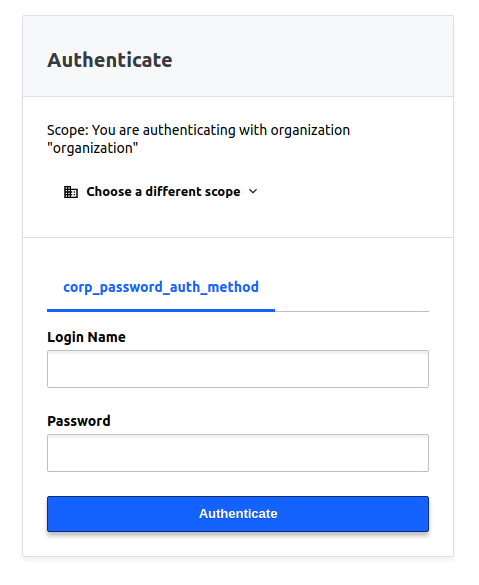 Authenticate
Scope: You are authenticating with organization
"organization"
Choose a different scope
corp_password_auth_method
Login Name
Password
Authenticate